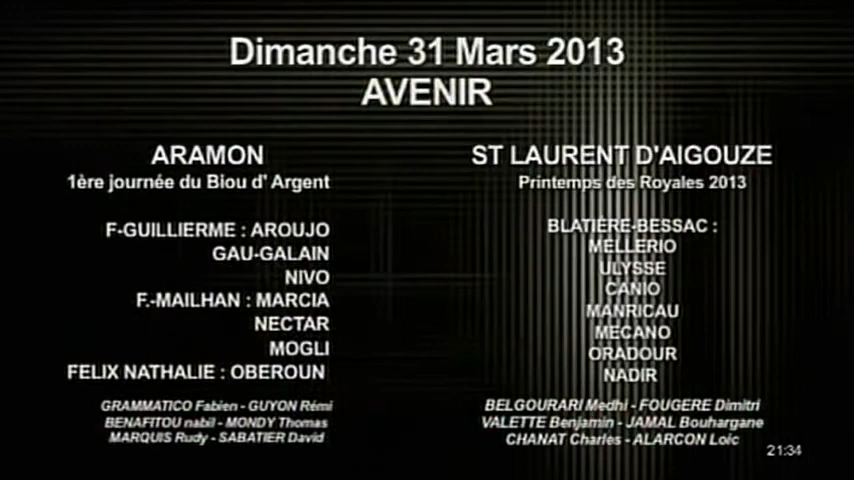 Dimanche 31 Mars 2013
AVENIR
ARAMON
1ère journée du Biou d' Argent
F-GUILLIERME : AROUJO
GAU-GALAIN
NIVO
F.-MAILHAN : MARCIA
NECTAR
MOGLI
FELIX NATHALIE : OBEROUN
GRAMMATICO Fabien - GUYON Rémi
BENAFITOU nabil - MONDY Thomas
MARQUIS Rudy - SABATIER David
ST LAURENT D'AIGOUZE
Printemps des Royales 2013
BLATIERE-BESSAC :
MELLERIO
ULYSSE
CANIO
MANRICAU
MECANO
ORADOUR
NADIR
BELGOURARI Medhi - FOUGERE Dimitri
VALETTE Benjamin - JAMAL Bouhargane
CHANAT Charles - ALARCON Loic
21:34